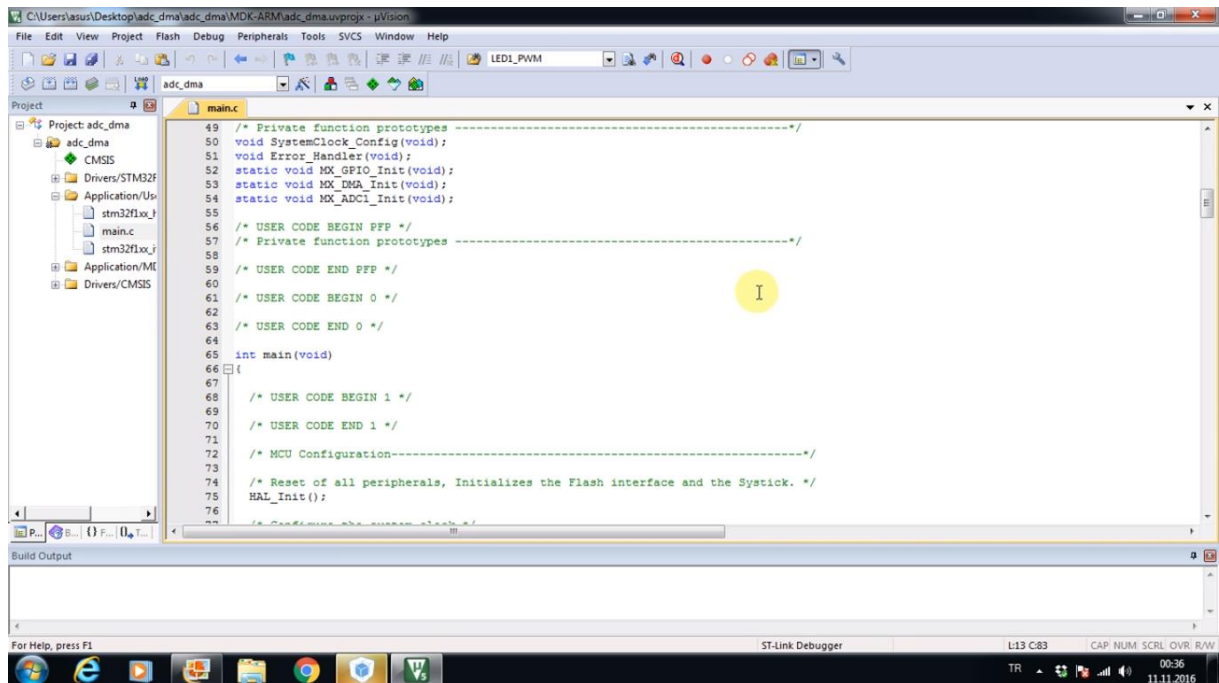 C:\Users\asus\Desktop\adc_dma\adc_dma\MDK-ARM\adc_dma.uvprojx - µVision
File Edit View Project Flash Debug Peripherals Tools SVCS Window Help
LED1_PWM
LOAD adc_dma
Project
main.c
Project: adc_dma
adc_dma
CMSIS
Drivers/STM32F
Application/Us
stm32f1xx_h
main.c
stm32f1xx_i
Application/MD
Drivers/CMSIS
49 /* Private function prototypes -----------------------------------------------*/
50 void SystemClock_Config(void);
51 void Error_Handler(void);
52 static void MX_GPIO_Init(void);
53 static void MX_DMA_Init(void);
54 static void MX_ADC1_Init(void);
55
56 /* USER CODE BEGIN PFP */
57 /* Private function prototypes -----------------------------------------------*/
58
59 /* USER CODE END PFP */
60
61 /* USER CODE BEGIN 0 */
62
63 /* USER CODE END 0 */
64
65 int main(void)
66 {
67
68 /* USER CODE BEGIN 1 */
69
70 /* USER CODE END 1 */
71
72 /* MCU Configuration----------------------------------------------------------*/
73
74 /* Reset of all peripherals, Initializes the Flash interface and the Systick. */
75 HAL_Init();
76
77 /* Configure the system clock */
P... B... {} F... 0 T...
Build Output
For Help, press F1
ST-Link Debugger
L:13 C:83
CAP NUM SCRL OVR R/W
TR
00:36
11.11.2016